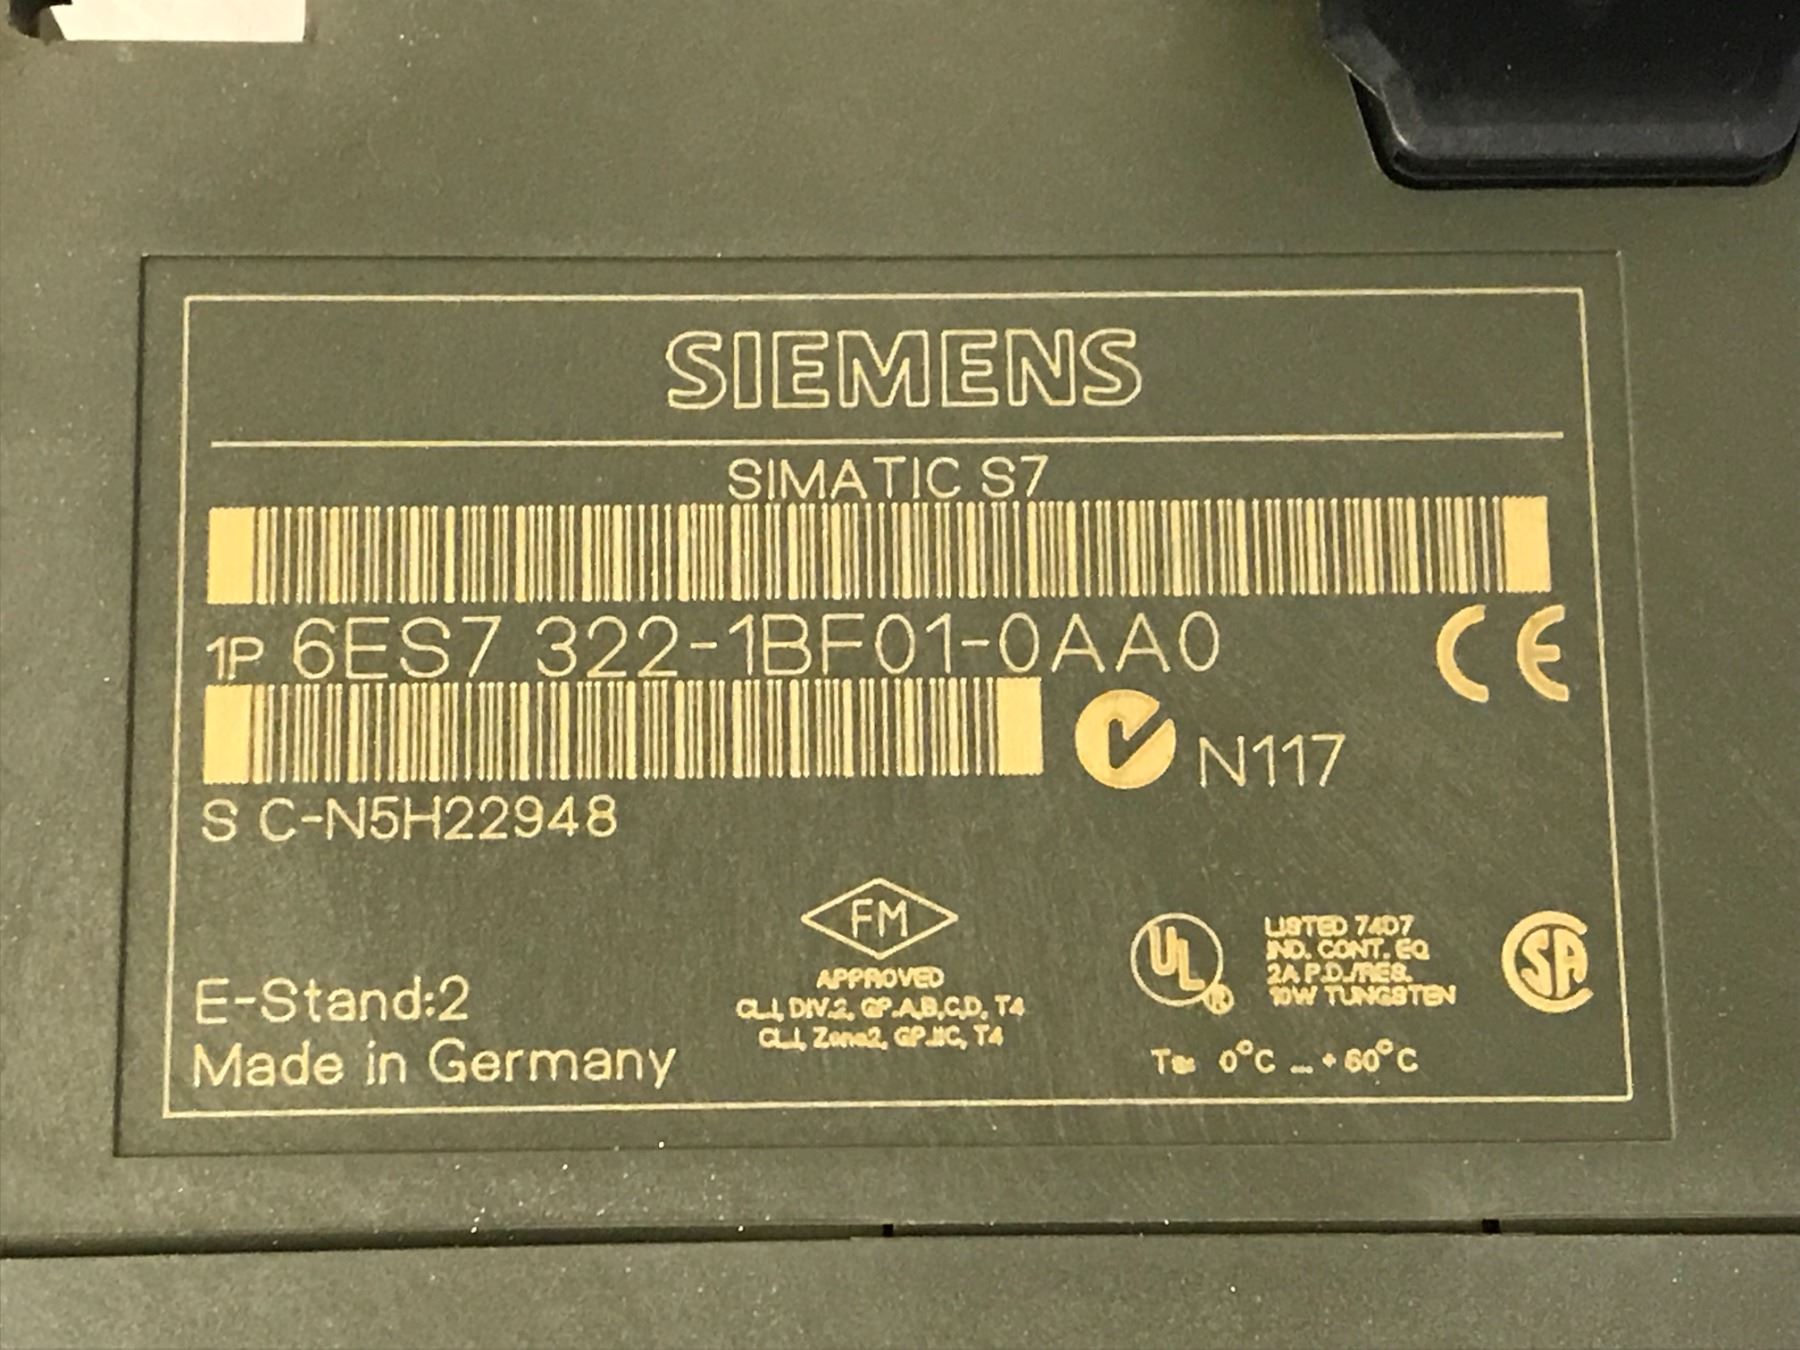 SIEMENS
SIMATIC S7
1P 6ES7 322-1BF01-0AA0
CE
N117
S C-N5H22948
FM
APPROVED
CL.I, DIV.2, GP.A,B,C,D, T4
CL.I, Zone2, GP.IIC, T4
UL ®
LISTED 74D7
IND. CONT. EQ
2A P.D./RES.
10W TUNGSTEN
SA
Ta: 0°C ... +60°C
E-Stand:2
Made in Germany